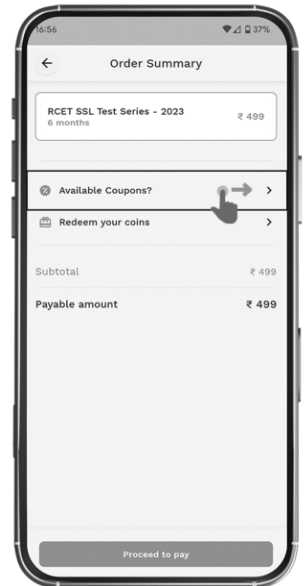 16:56 37%
Order Summary
RCET SSL Test Series - 2023
6 months ₹ 499
Available Coupons?
Redeem your coins
Subtotal ₹ 499
Payable amount ₹ 499
Proceed to pay